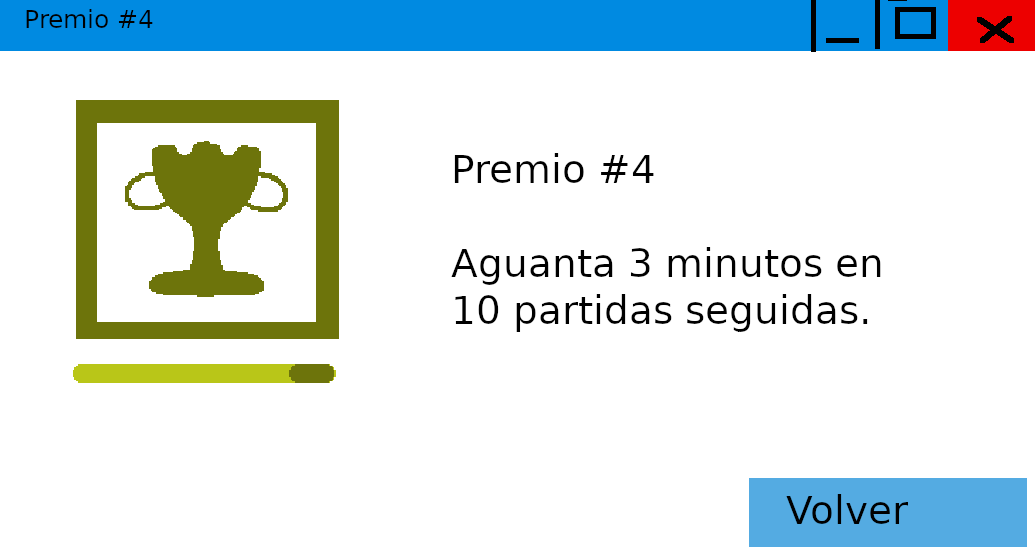 Premio #4
Premio #4
Aguanta 3 minutos en
10 partidas seguidas.
Volver